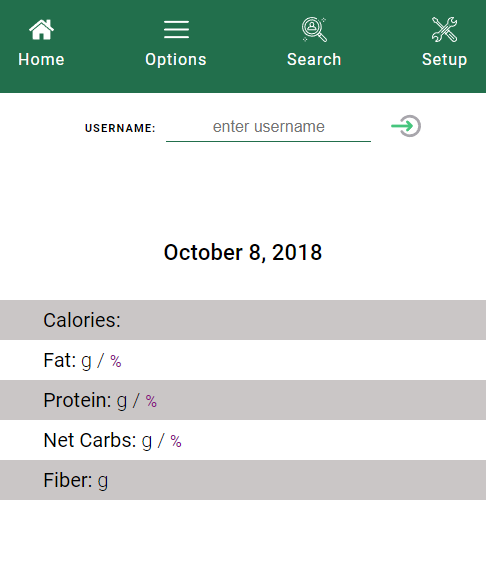 Home Options Search Setup
USERNAME: enter username
October 8, 2018
Calories:
Fat: g / %
Protein: g / %
Net Carbs: g / %
Fiber: g